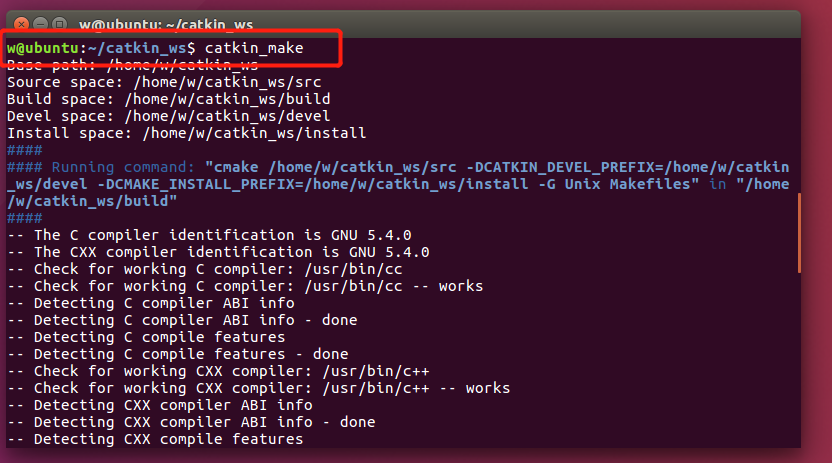 w@ubuntu: ~/catkin_ws
w@ubuntu:~/catkin_ws$ catkin_make
Base path: /home/w/catkin_ws
Source space: /home/w/catkin_ws/src
Build space: /home/w/catkin_ws/build
Devel space: /home/w/catkin_ws/devel
Install space: /home/w/catkin_ws/install
####
#### Running command: "cmake /home/w/catkin_ws/src -DCATKIN_DEVEL_PREFIX=/home/w/catkin
_ws/devel -DCMAKE_INSTALL_PREFIX=/home/w/catkin_ws/install -G Unix Makefiles" in "/home
/w/catkin_ws/build"
####
-- The C compiler identification is GNU 5.4.0
-- The CXX compiler identification is GNU 5.4.0
-- Check for working C compiler: /usr/bin/cc
-- Check for working C compiler: /usr/bin/cc -- works
-- Detecting C compiler ABI info
-- Detecting C compiler ABI info - done
-- Detecting C compile features
-- Detecting C compile features - done
-- Check for working CXX compiler: /usr/bin/c++
-- Check for working CXX compiler: /usr/bin/c++ -- works
-- Detecting CXX compiler ABI info
-- Detecting CXX compiler ABI info - done
-- Detecting CXX compile features